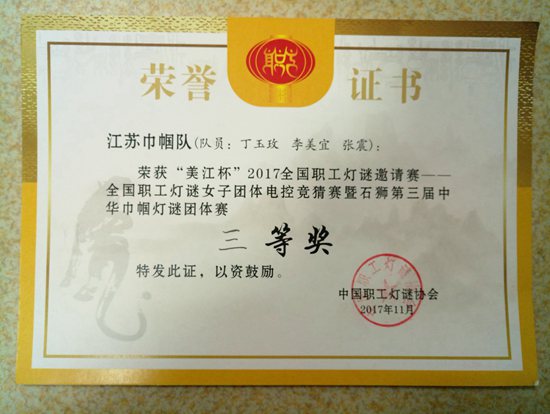 荣誉 证书
江苏巾帼队(队员：丁玉玫 李美宜 张震)：
荣获“美江杯”2017全国职工灯谜邀请赛——
全国职工灯谜女子团体电控竞猜赛暨石狮第三届中
华巾帼灯谜团体赛
三等奖
特发此证，以资鼓励。
中国职工灯谜协会
2017年11月